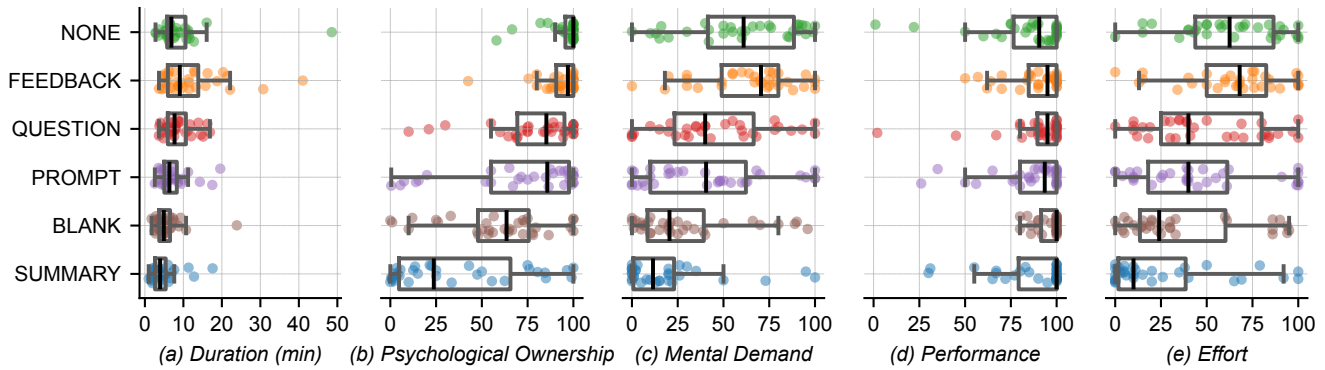 NONE
FEEDBACK
QUESTION
PROMPT
BLANK
SUMMARY
0 10 20 30 40 50 0 25 50 75 100 0 25 50 75 100 0 25 50 75 100 0 25 50 75 100
(a) Duration (min) (b) Psychological Ownership (c) Mental Demand (d) Performance (e) Effort